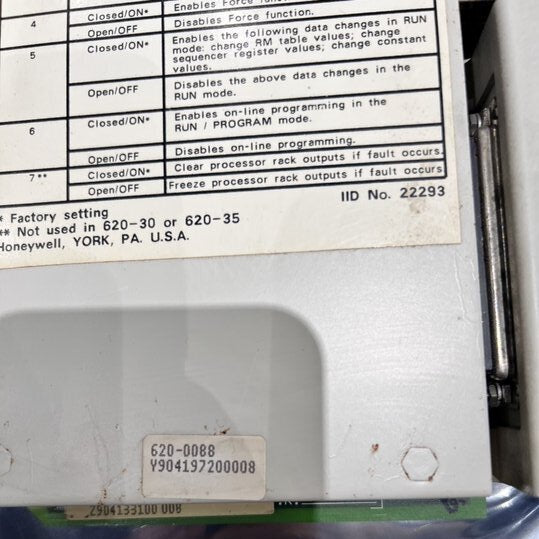 Closed/ON*
Enables Force func
4
Open/OFF
Disables Force function.
5
Closed/ON*
Enables the following data changes in RUN
mode: change RM table values; change
sequencer register values; change constant
values.
Open/OFF
Disables the above data changes in the
RUN mode.
6
Closed/ON*
Enables on-line programming in the
RUN / PROGRAM mode.
Open/OFF
Disables on-line programming.
7**
Closed/ON*
Clear processor rack outputs if fault occurs.
Open/OFF
Freeze processor rack outputs if fault occurs
IID No. 22293
* Factory setting
** Not used in 620-30 or 620-35
Honeywell, YORK, PA. U.S.A.
620-0088
Y904197200008
Z904133100 008